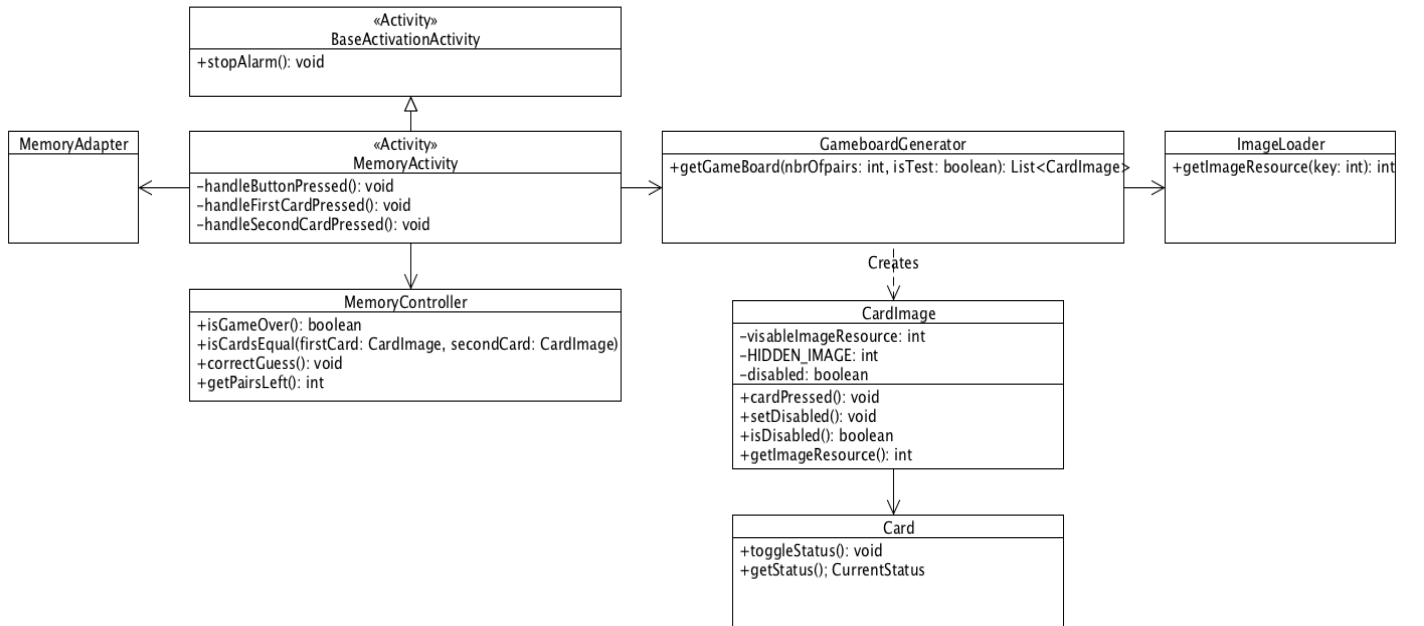 «Activity»
BaseActivationActivity
+stopAlarm(): void
MemoryAdapter
«Activity»
MemoryActivity
-handleButtonPressed(): void
-handleFirstCardPressed(): void
-handleSecondCardPressed(): void
GameboardGenerator
+getGameBoard(nbrOfpairs: int, isTest: boolean): List<CardImage>
ImageLoader
+getImageResource(key: int): int
Creates
MemoryController
+isGameOver(): boolean
+isCardsEqual(firstCard: CardImage, secondCard: CardImage)
+correctGuess(): void
+getPairsLeft(): int
CardImage
-visableImageResource: int
-HIDDEN_IMAGE: int
-disabled: boolean
+cardPressed(): void
+setDisabled(): void
+isDisabled(): boolean
+getImageResource(): int
Card
+toggleStatus(): void
+getStatus(); CurrentStatus